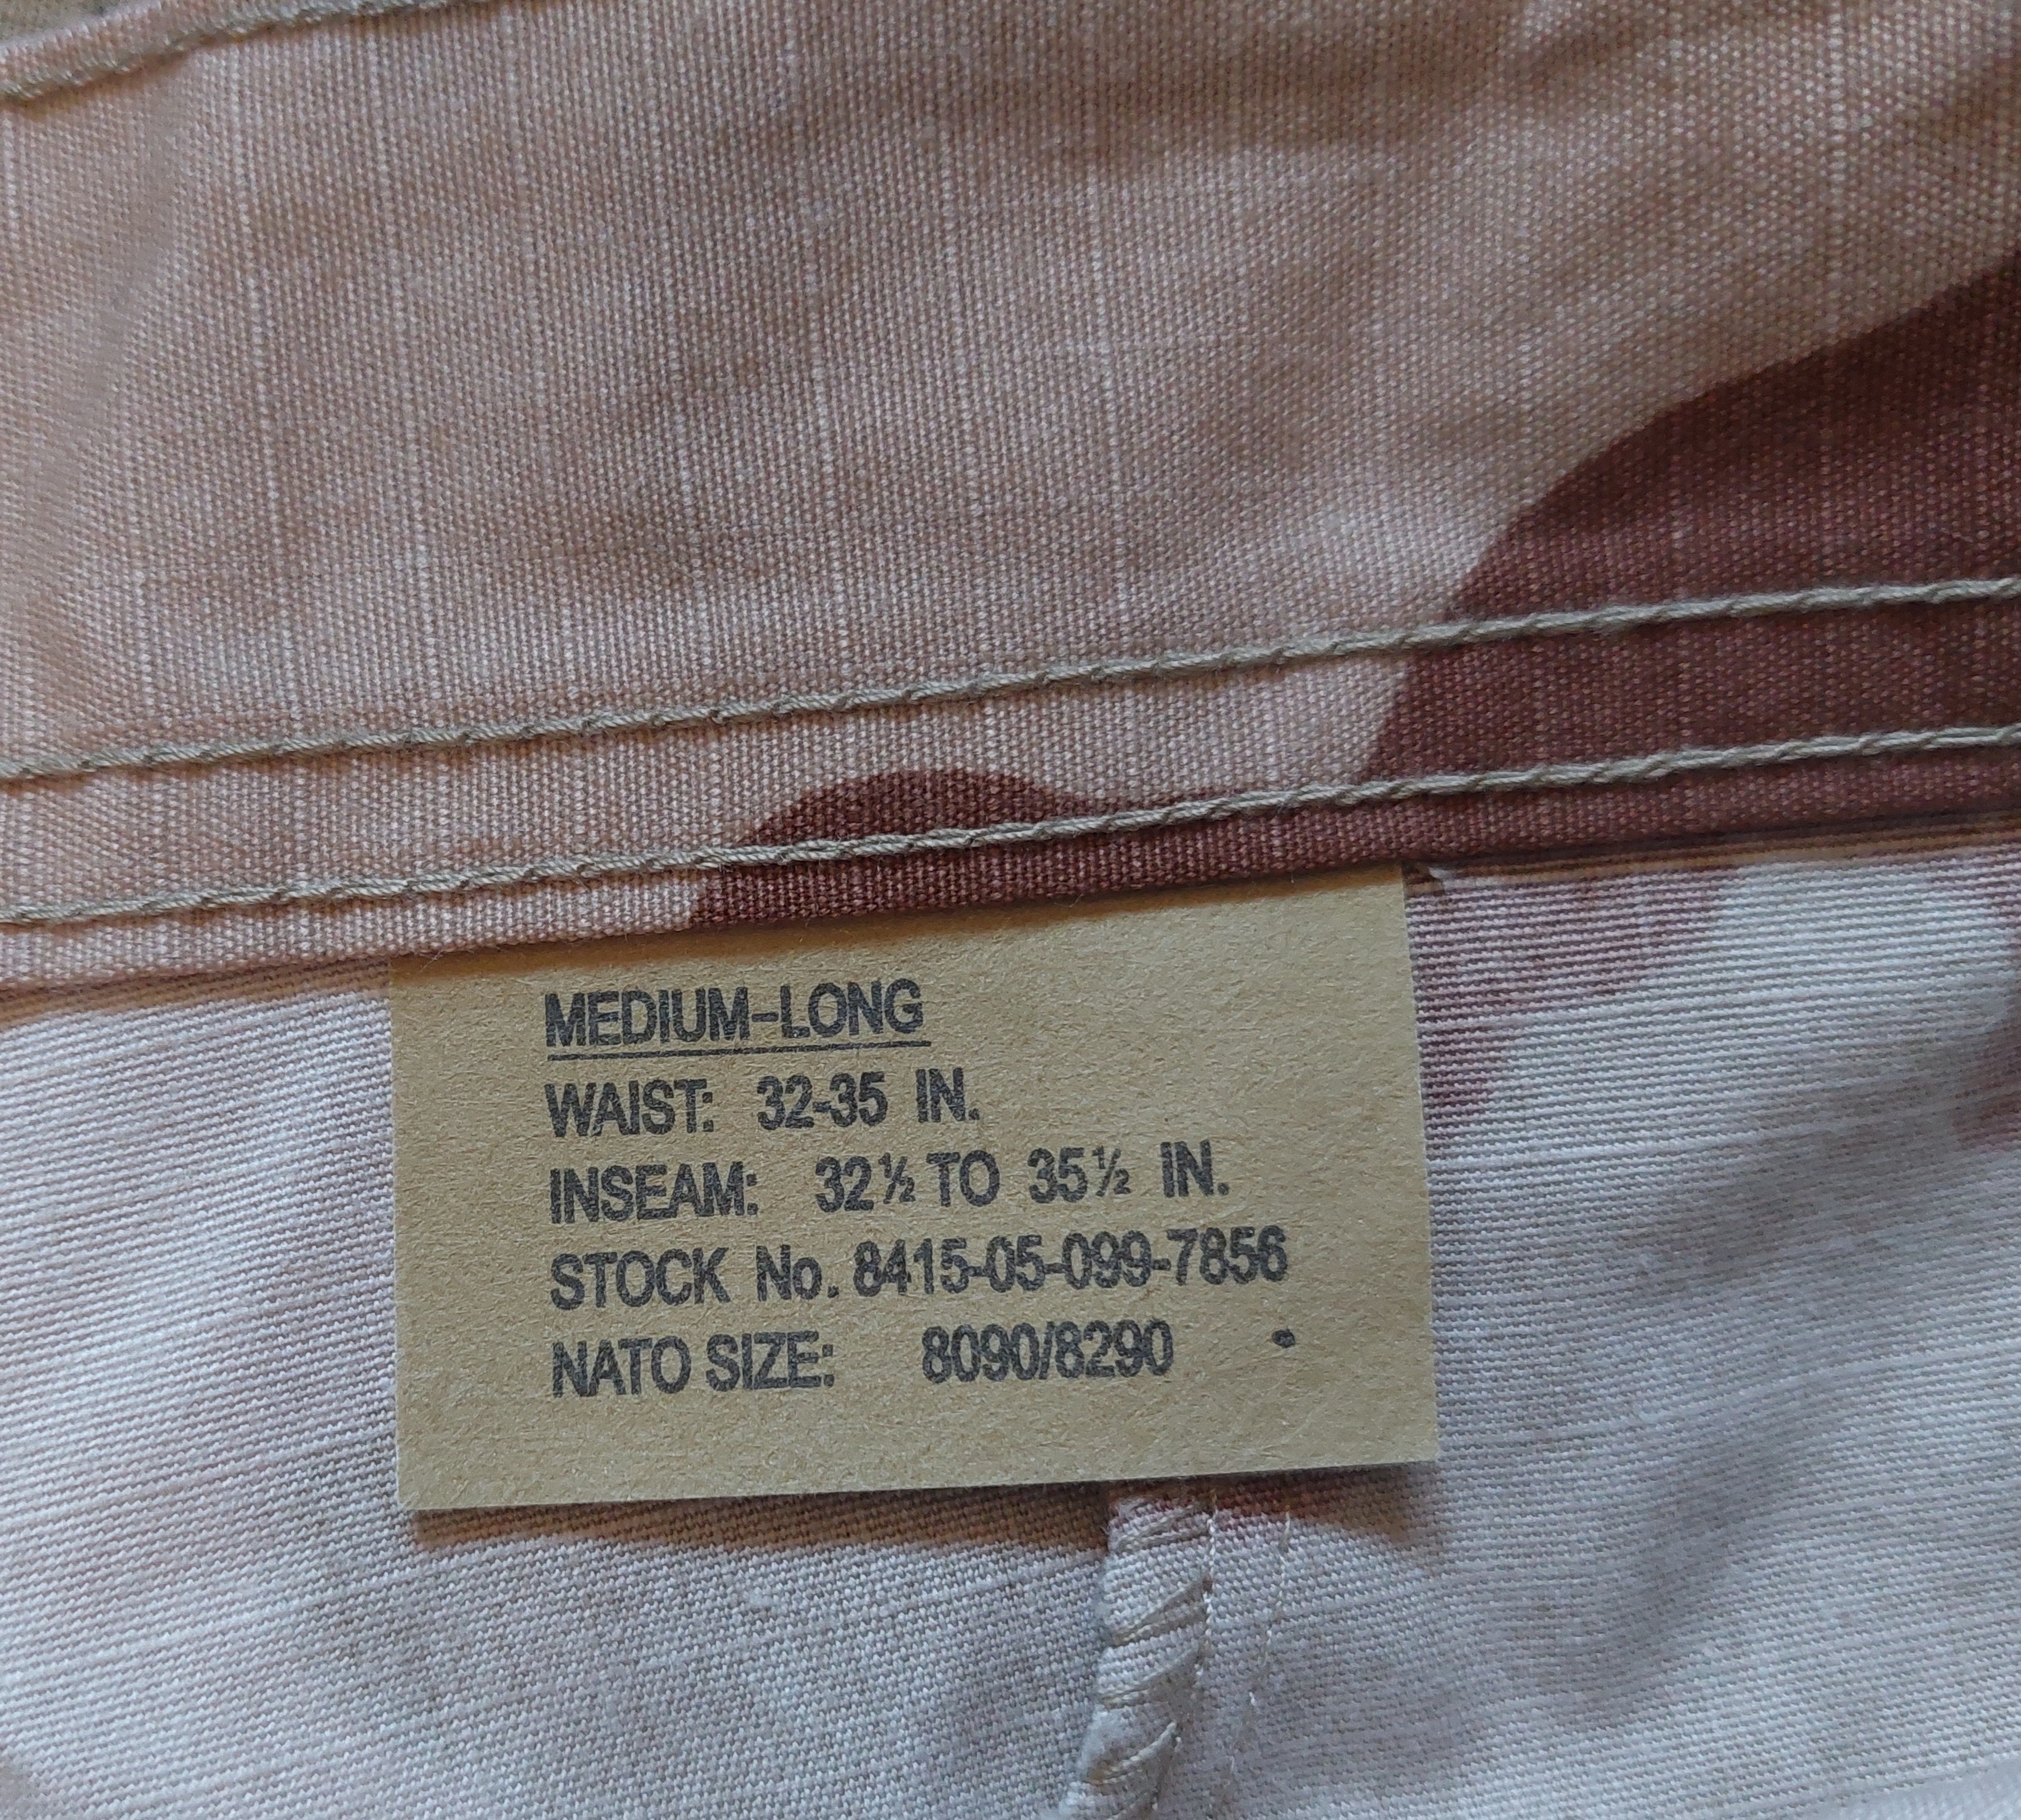 MEDIUM-LONG
WAIST: 32-35 IN.
INSEAM: 32½ TO 35½ IN.
STOCK No. 8415-05-099-7856
NATO SIZE: 8090/8290